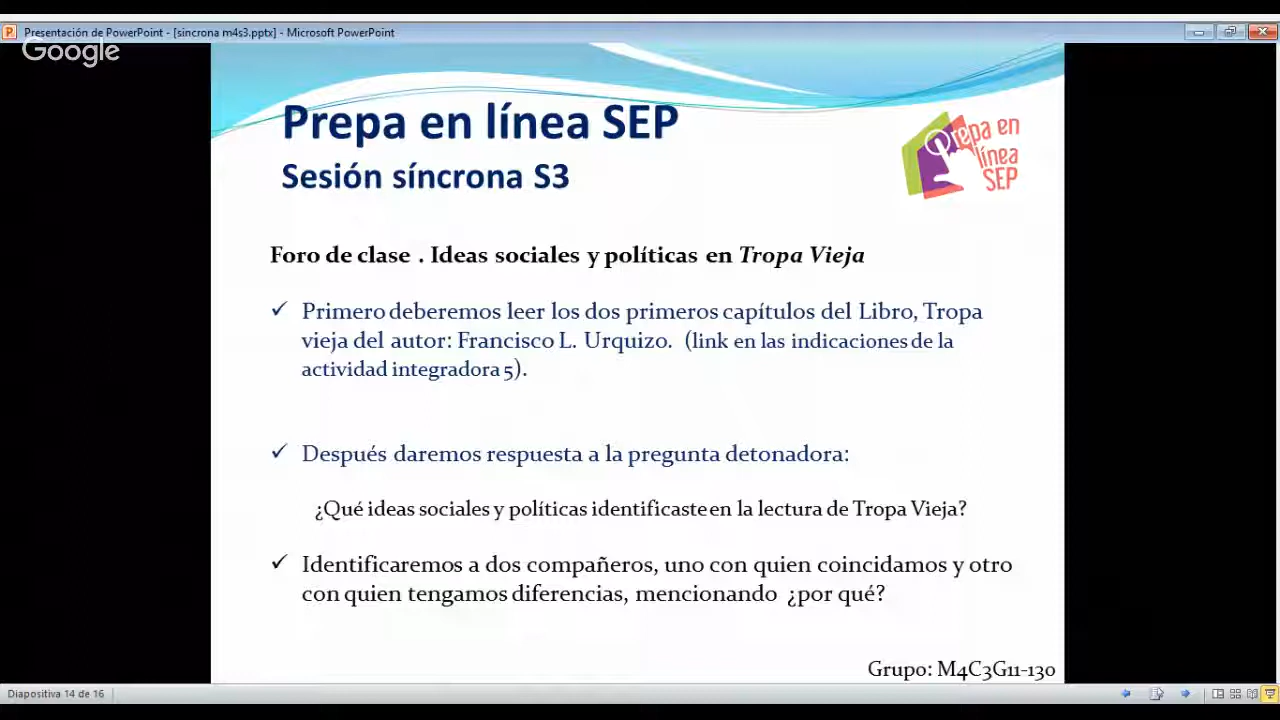 Presentación de PowerPoint - [sincrona m4s3.pptx] - Microsoft PowerPoint
Google
Prepa en línea SEP
Sesión síncrona S3
Prepa en
línea
SEP
Foro de clase . Ideas sociales y políticas en Tropa Vieja
✓ Primero deberemos leer los dos primeros capítulos del Libro, Tropa
vieja del autor: Francisco L. Urquizo. (link en las indicaciones de la
actividad integradora 5).
✓ Después daremos respuesta a la pregunta detonadora:
¿Qué ideas sociales y políticas identificaste en la lectura de Tropa Vieja?
✓ Identificaremos a dos compañeros, uno con quien coincidamos y otro
con quien tengamos diferencias, mencionando ¿por qué?
Grupo: M4C3G11-130
Diapositiva 14 de 16